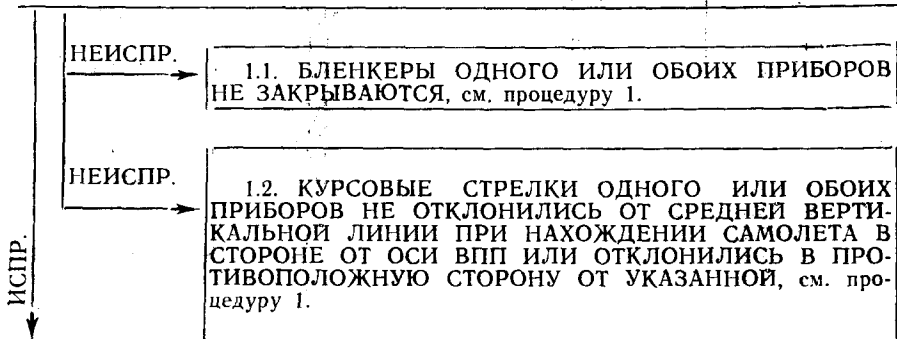 НЕИСПР.
1.1. БЛЕНКЕРЫ ОДНОГО ИЛИ ОБОИХ ПРИБОРОВ
НЕ ЗАКРЫВАЮТСЯ, см. процедуру 1.
НЕИСПР.
1.2. КУРСОВЫЕ СТРЕЛКИ ОДНОГО ИЛИ ОБОИХ
ПРИБОРОВ НЕ ОТКЛОНИЛИСЬ ОТ СРЕДНЕЙ ВЕРТИ-
КАЛЬНОЙ ЛИНИИ ПРИ НАХОЖДЕНИИ САМОЛЕТА В
СТОРОНЕ ОТ ОСИ ВПП ИЛИ ОТКЛОНИЛИСЬ В ПРО-
ТИВОПОЛОЖНУЮ СТОРОНУ ОТ УКАЗАННОЙ, см. про-
цедуру 1.
ИСПР.